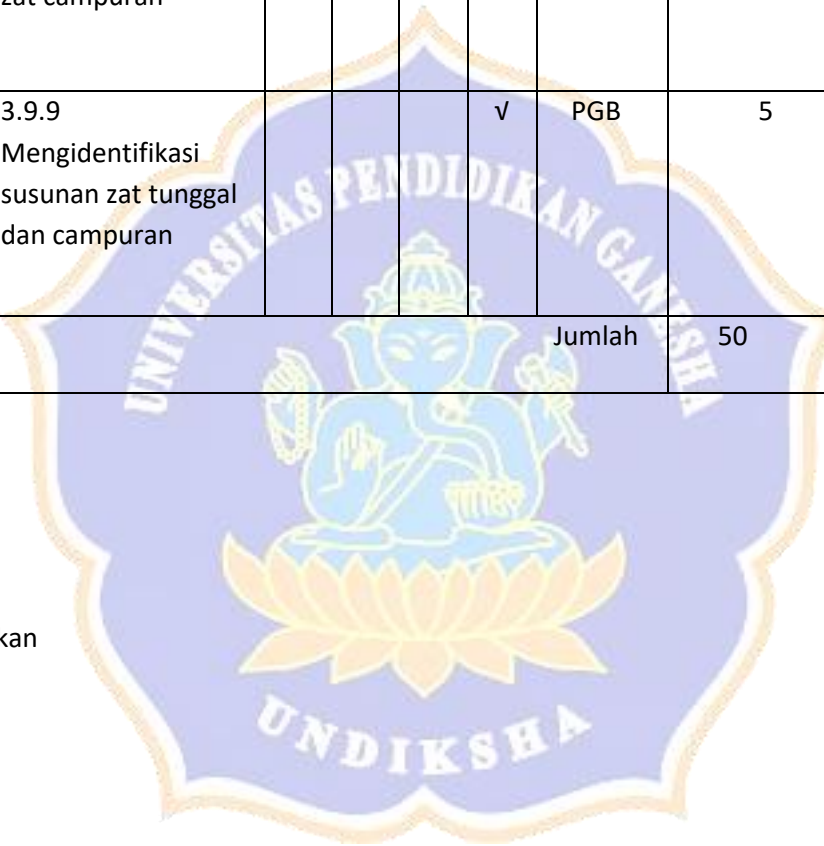 zat campuran
3.9.9 √ PGB 5
Mengidentifikasi
susunan zat tunggal
dan campuran
Jumlah 50
kan
UNIVERSITAS PENDIDIKAN GANESHA
UNDIKSHA